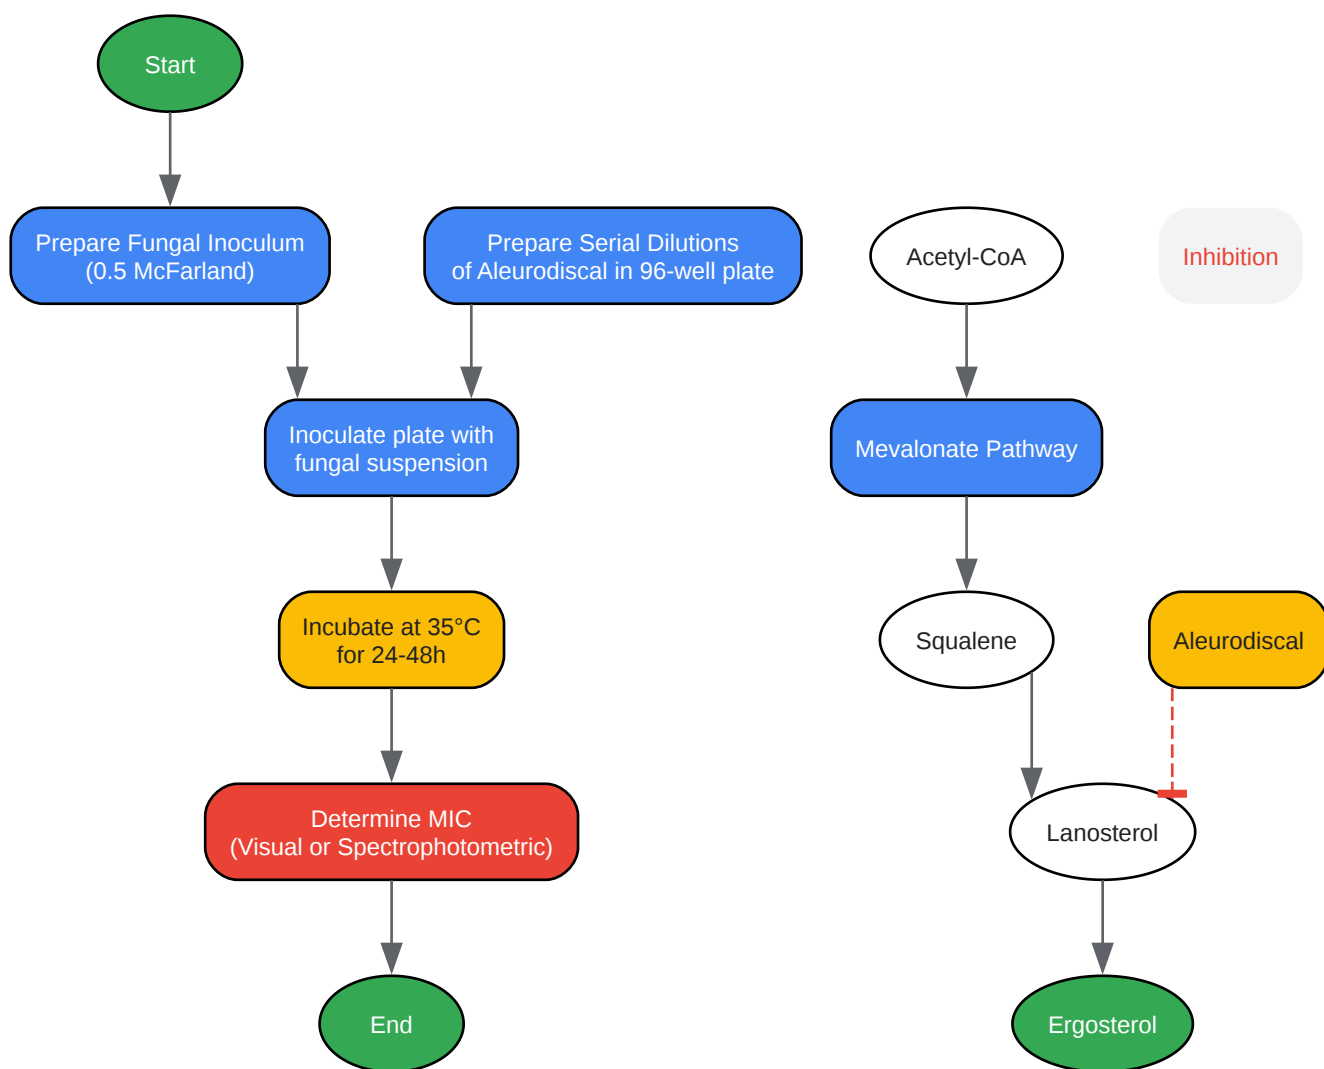 Start
Prepare Fungal Inoculum
(0.5 McFarland)
Prepare Serial Dilutions
of Aleurodiscal in 96-well plate
Inoculate plate with
fungal suspension
Incubate at 35°C
for 24-48h
Determine MIC
(Visual or Spectrophotometric)
End
Acetyl-CoA
Inhibition
Mevalonate Pathway
Squalene
Aleurodiscal
Lanosterol
Ergosterol